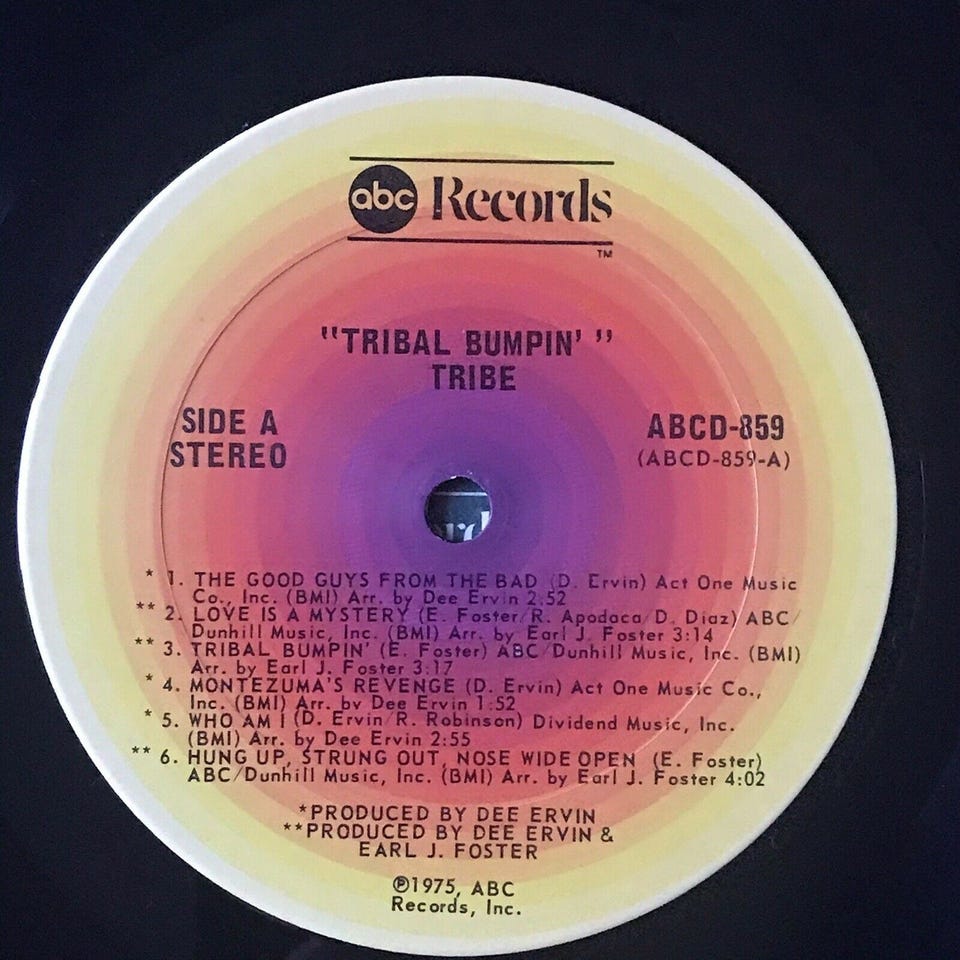 abc Records
TM
"TRIBAL BUMPIN' "
TRIBE
SIDE A
STEREO
ABCD-859
(ABCD-859-A)
* 1. THE GOOD GUYS FROM THE BAD (D. Ervin) Act One Music
Co., Inc. (BMI) Arr. by Dee Ervin 2:52
** 2. LOVE IS A MYSTERY (E. Foster/R. Apodaca/D. Diaz) ABC/
Dunhill Music, Inc. (BMI) Arr. by Earl J. Foster 3:14
** 3. TRIBAL BUMPIN' (E. Foster) ABC/Dunhill Music, Inc. (BMI)
Arr. by Earl J. Foster 3:17
* 4. MONTEZUMA'S REVENGE (D. Ervin) Act One Music Co.,
Inc. (BMI) Arr. by Dee Ervin 1:52
* 5. WHO AM I (D. Ervin/R. Robinson) Dividend Music, Inc.
(BMI) Arr. by Dee Ervin 2:55
** 6. HUNG UP, STRUNG OUT, NOSE WIDE OPEN (E. Foster)
ABC/Dunhill Music, Inc. (BMI) Arr. by Earl J. Foster 4:02
*PRODUCED BY DEE ERVIN
**PRODUCED BY DEE ERVIN &
EARL J. FOSTER
℗1975, ABC
Records, Inc.